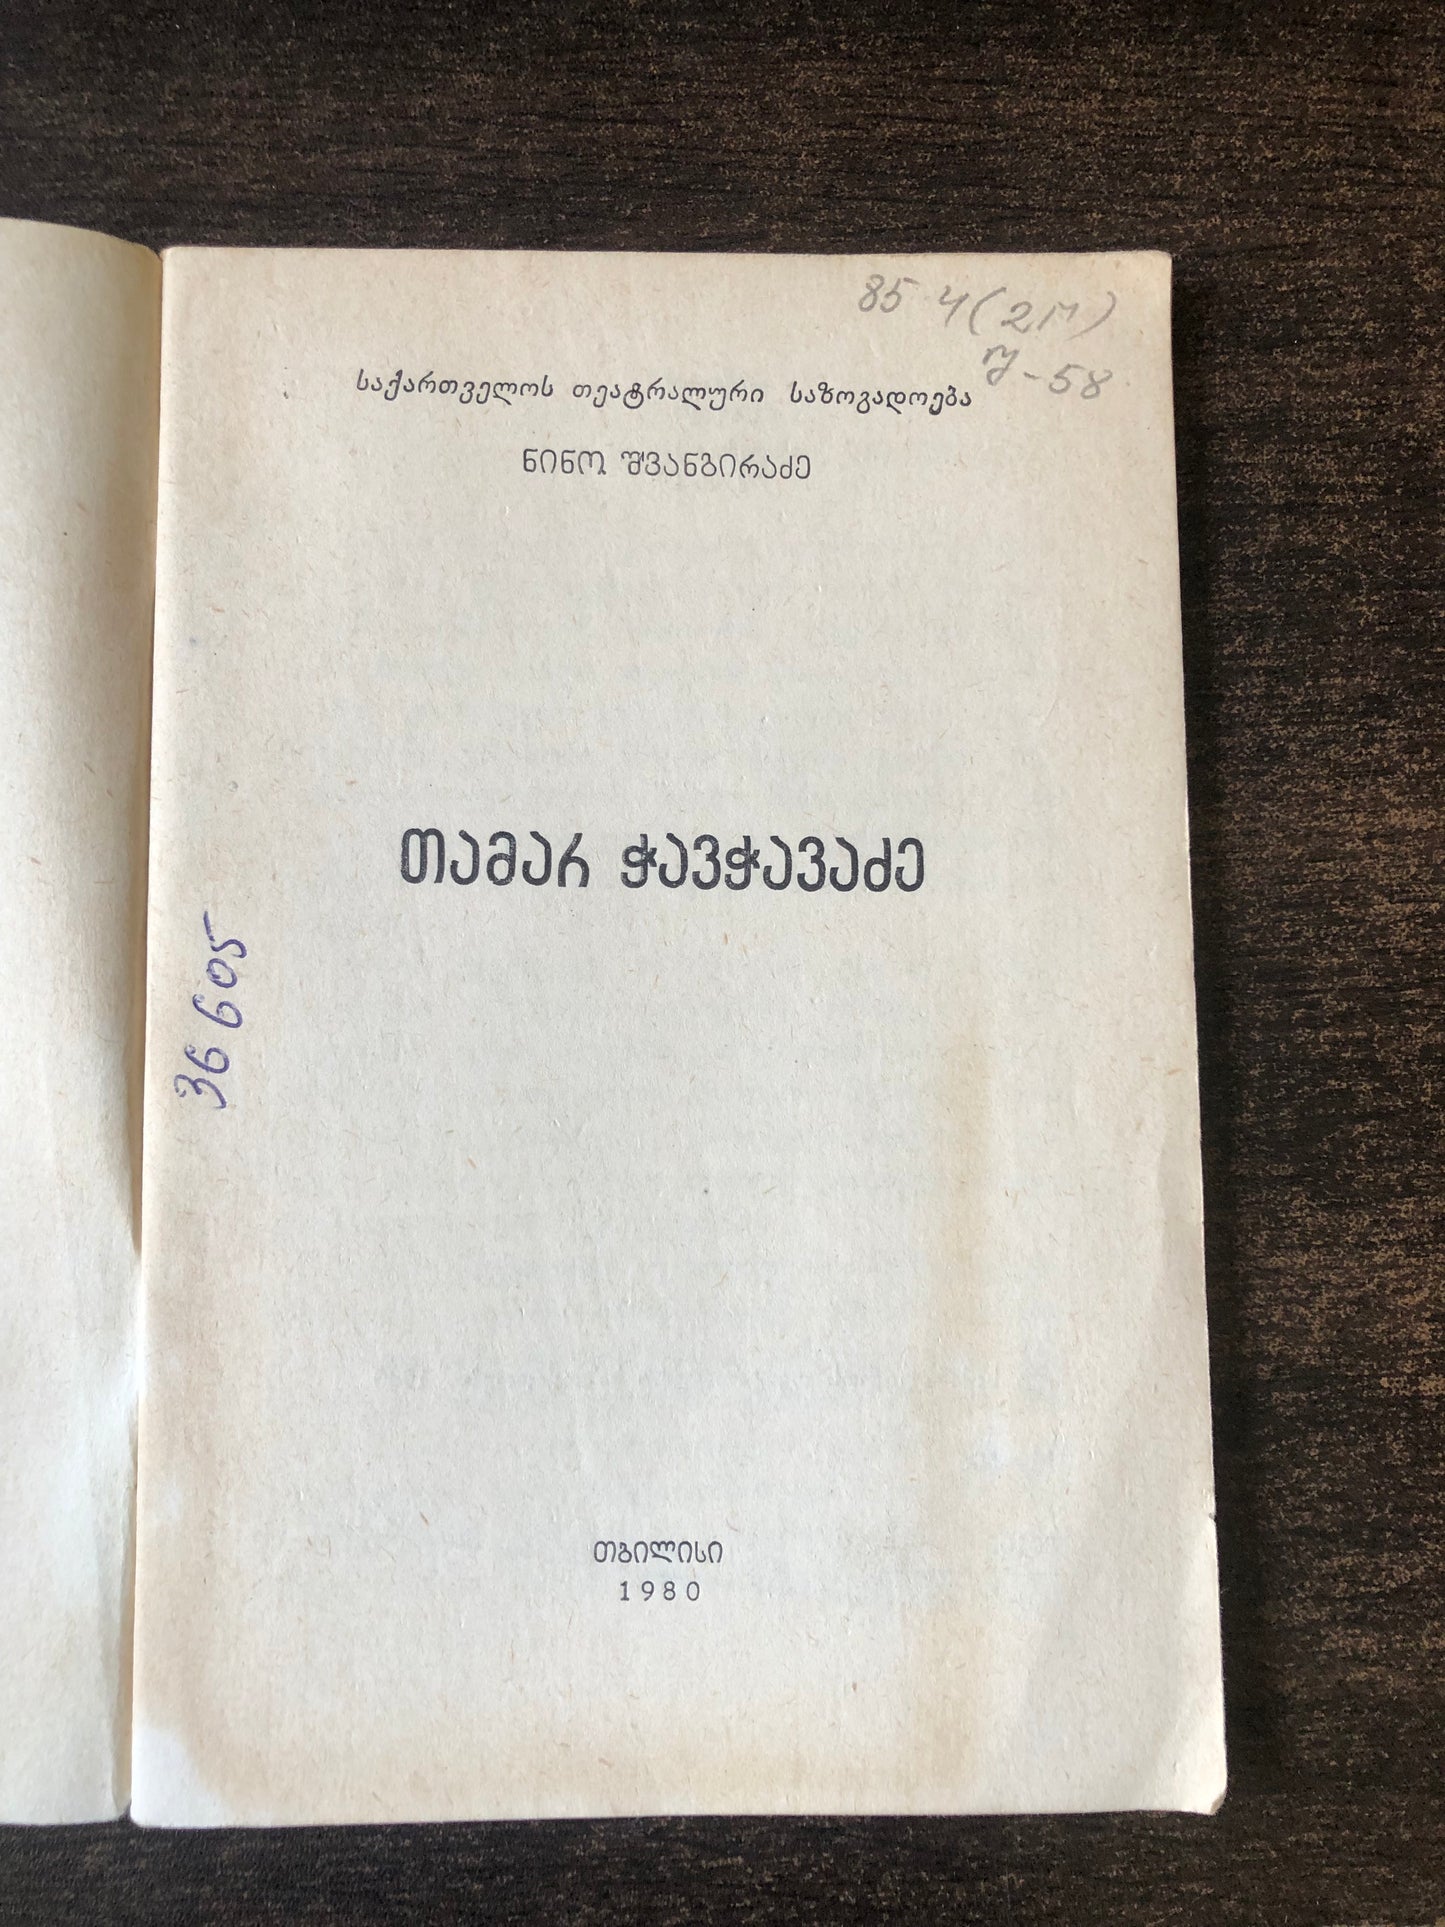 85 4(2Г)
შ-58
საქართველოს თეატრალური საზოგადოება
ნინო შვანგირაძე
თამარ ჭავჭავაძე
36605
თბილისი
1980